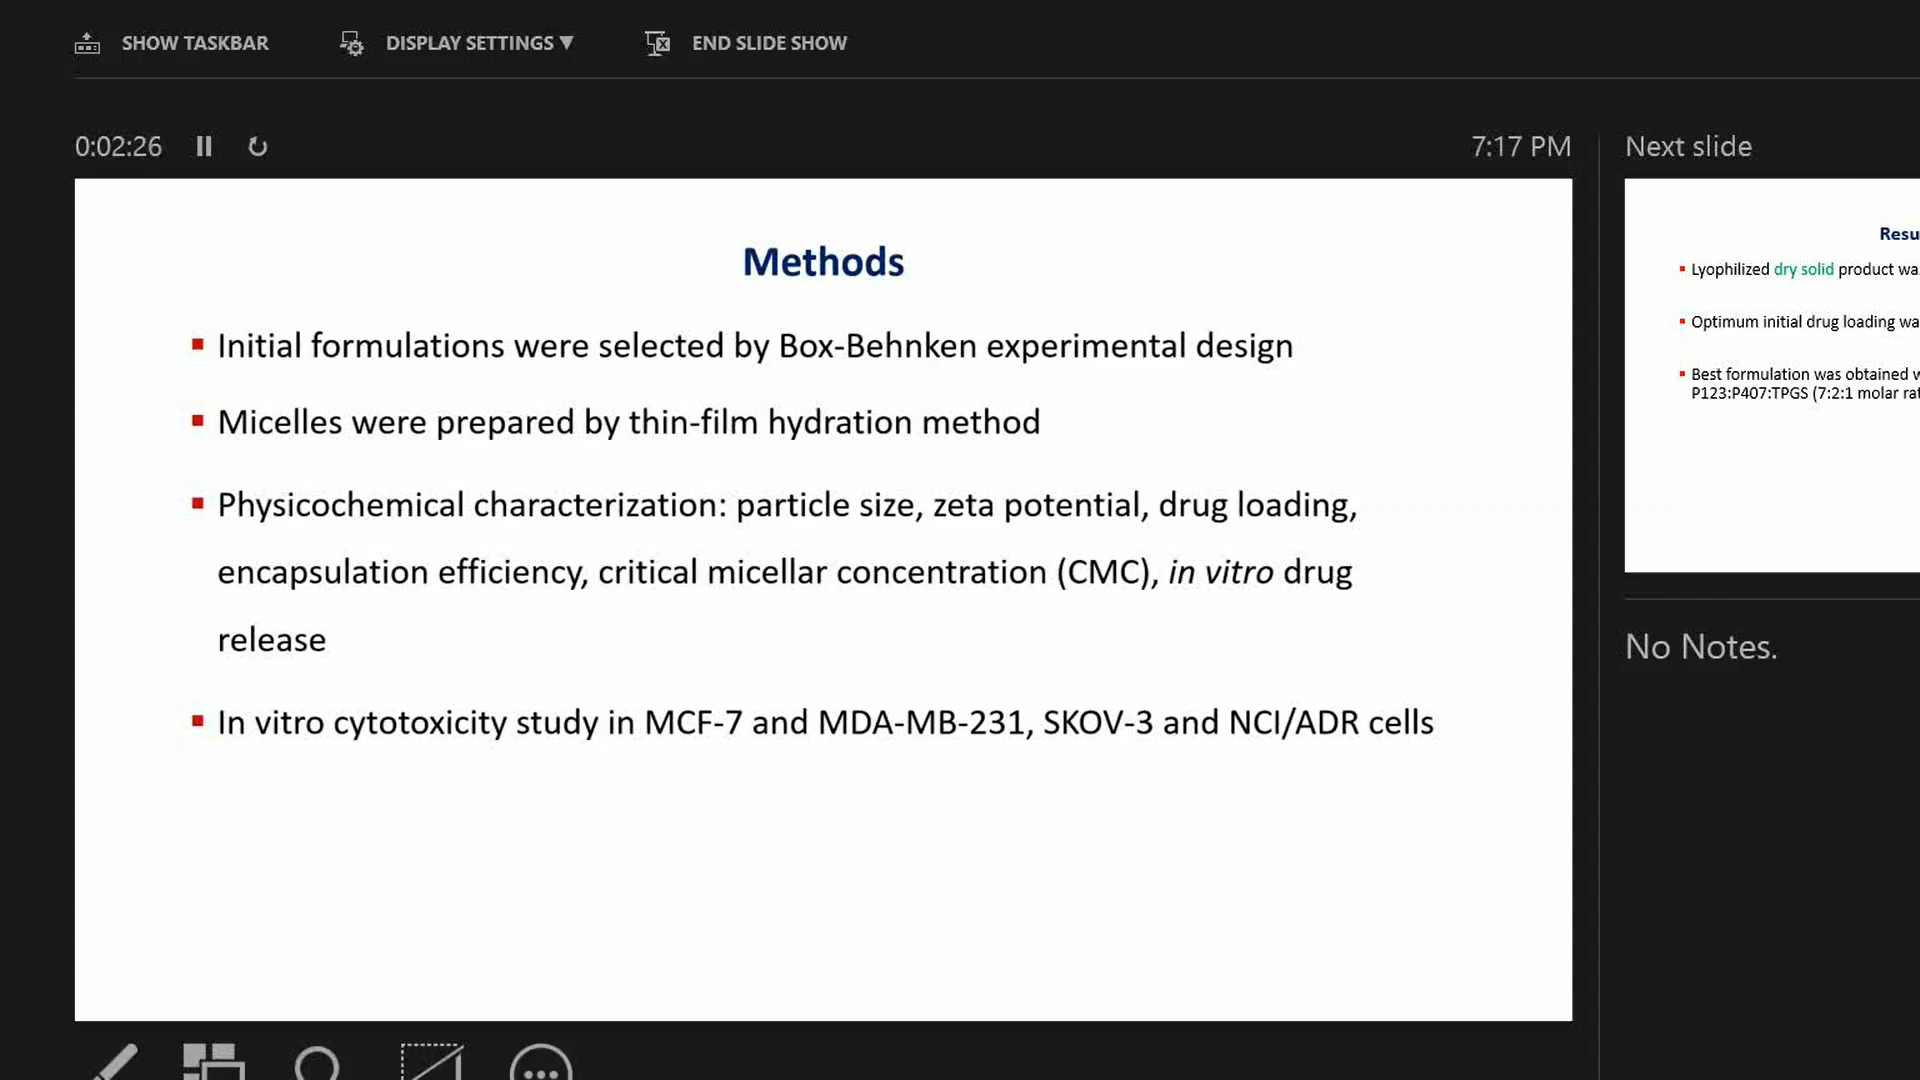 SHOW TASKBAR DISPLAY SETTINGS ▼ END SLIDE SHOW
0:02:26 7:17 PM
Methods
▪ Initial formulations were selected by Box-Behnken experimental design
▪ Micelles were prepared by thin-film hydration method
▪ Physicochemical characterization: particle size, zeta potential, drug loading,
encapsulation efficiency, critical micellar concentration (CMC), in vitro drug
release
▪ In vitro cytotoxicity study in MCF-7 and MDA-MB-231, SKOV-3 and NCI/ADR cells
Next slide
▪ Lyophilized dry solid product
▪ Optimum initial drug loading
▪ Best formulation was obtained
P123:P407:TPGS (7:2:1 molar
No Notes.